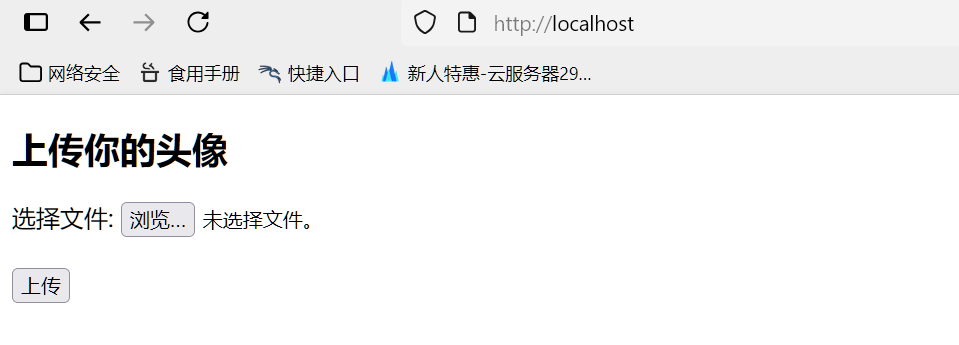 http://localhost
网络安全 食用手册 快捷入口 新人特惠-云服务器29...
上传你的头像
选择文件: 浏览... 未选择文件。
上传